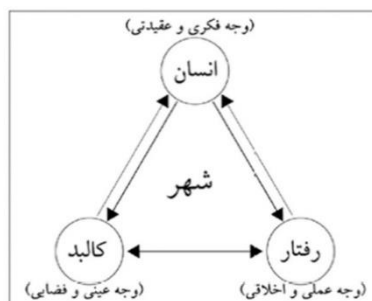 (وجه فکری و عقیدتی)
انسان
شهر
رفتار
کالبد
(وجه عملی و اخلاقی)
(وجه عینی و فضایی)